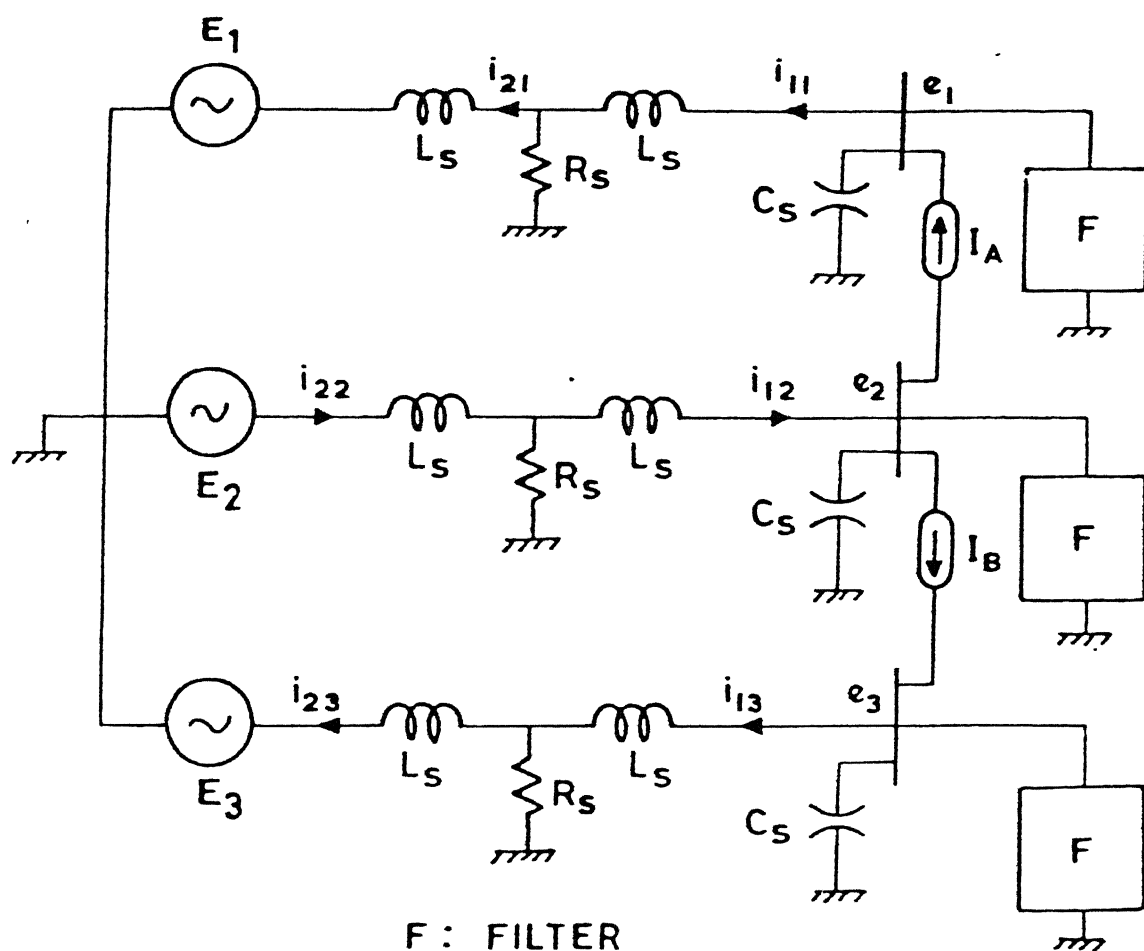 E1
i21
i11
e1
LS
LS
RS
CS
IA
F
i22
i12
e2
LS
LS
E2
RS
CS
IB
F
i23
i13
e3
LS
LS
E3
RS
CS
F
F : FILTER